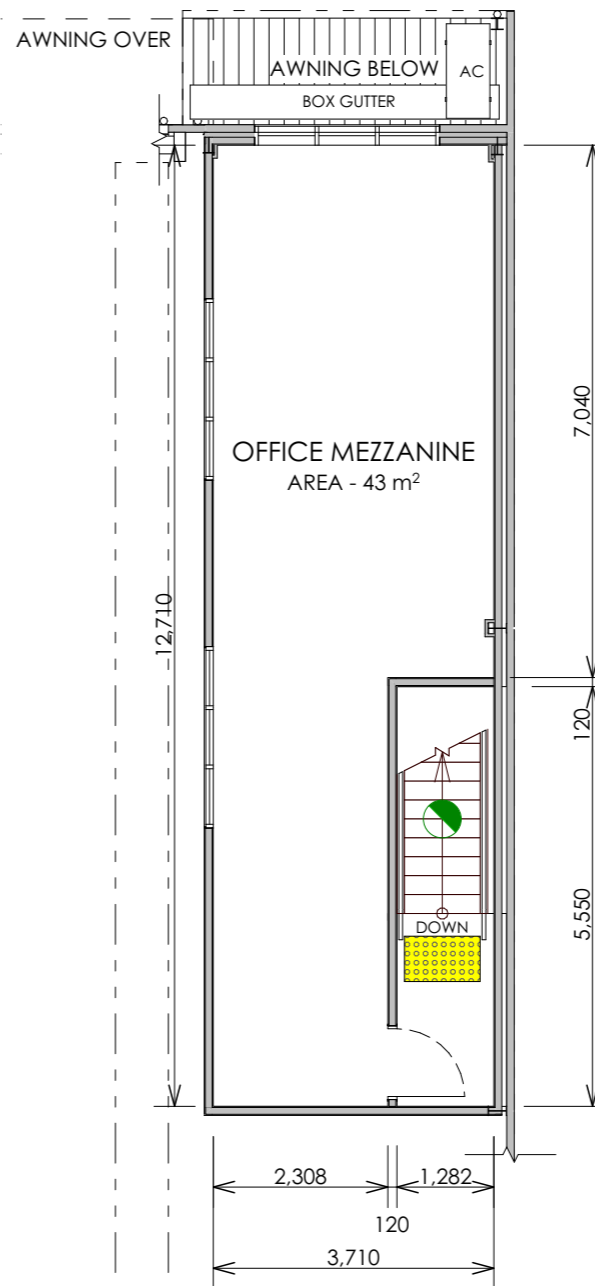 AWNING OVER
AWNING BELOW
AC
BOX GUTTER
7,040
OFFICE MEZZANINE
AREA - 43 m²
12,710
120
5,550
DOWN
2,308
1,282
120
3,710